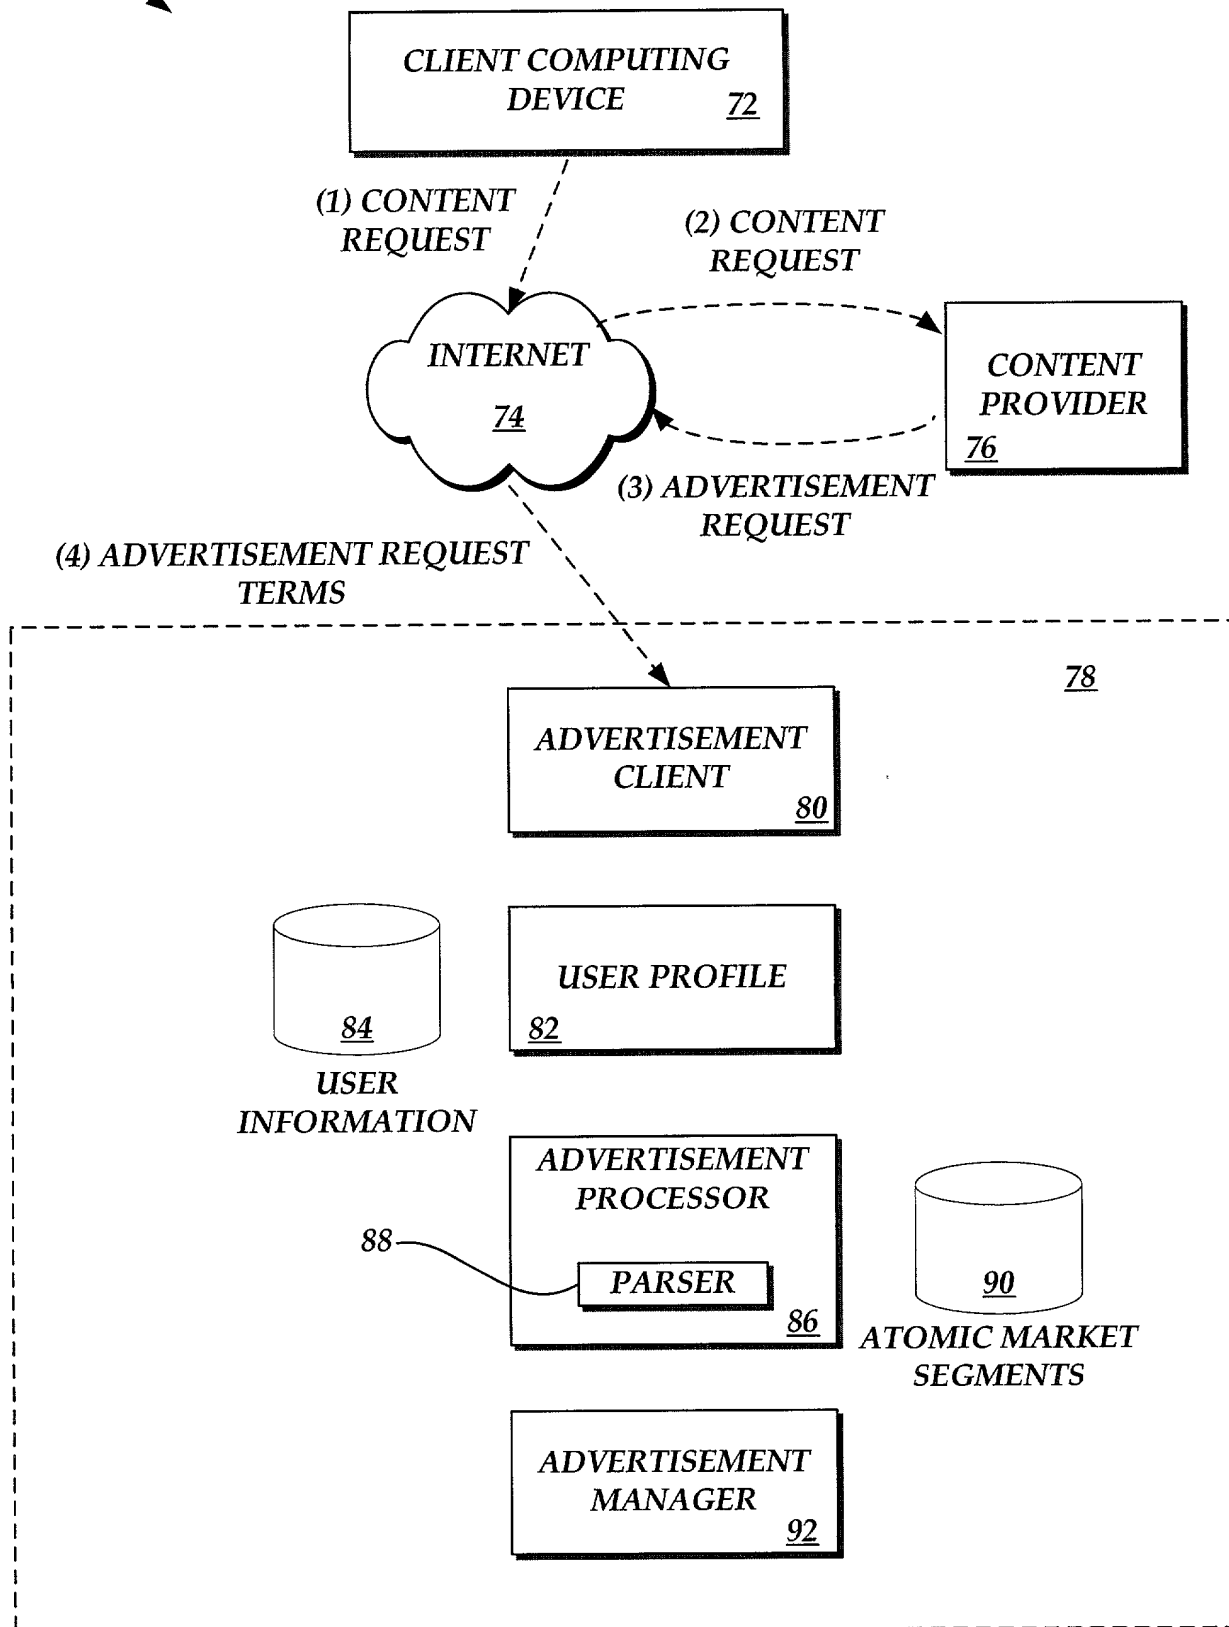 CLIENT COMPUTING
DEVICE
72
(1) CONTENT
REQUEST
(2) CONTENT
REQUEST
INTERNET
74
CONTENT
PROVIDER
76
(3) ADVERTISEMENT
REQUEST
(4) ADVERTISEMENT REQUEST
TERMS
78
ADVERTISEMENT
CLIENT
80
USER PROFILE
82
84
USER
INFORMATION
ADVERTISEMENT
PROCESSOR
88
PARSER
86
90
ATOMIC MARKET
SEGMENTS
ADVERTISEMENT
MANAGER
92